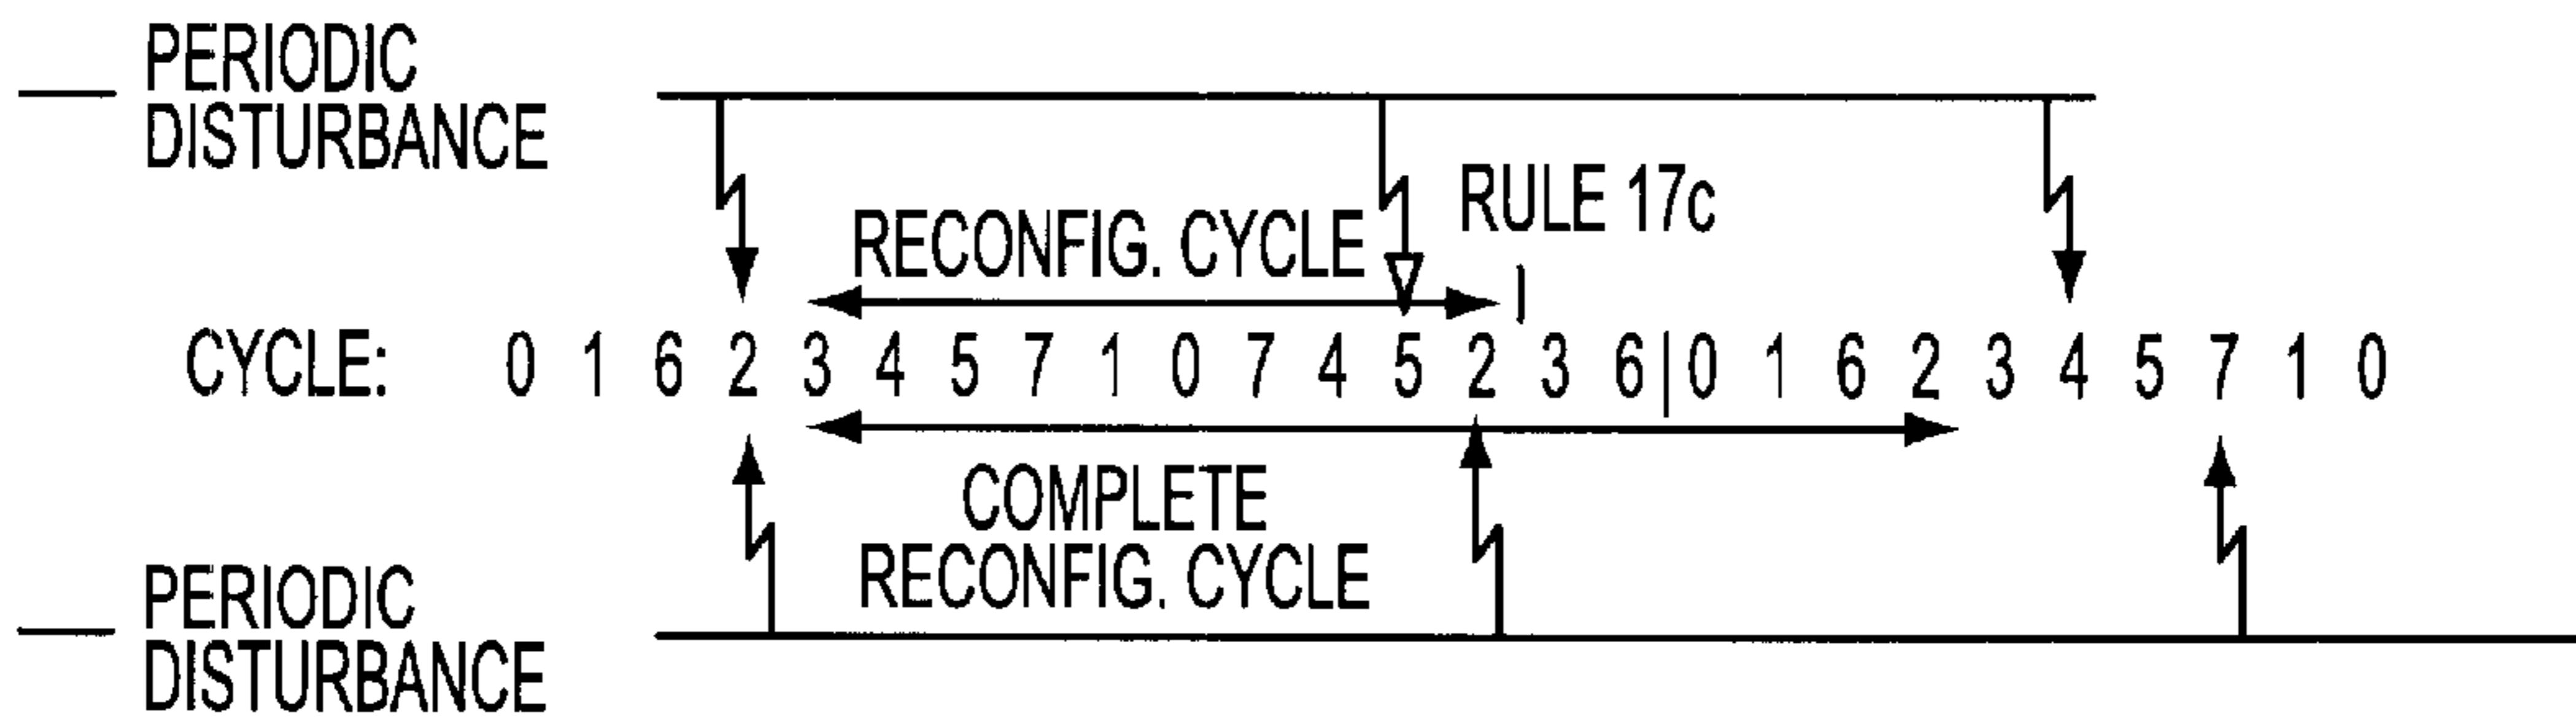 PERIODIC
DISTURBANCE
RULE 17c
RECONFIG. CYCLE
CYCLE: 0 1 6 2 3 4 5 7 1 0 7 4 5 2 3 6|0 1 6 2 3 4 5 7 1 0
COMPLETE
RECONFIG. CYCLE
PERIODIC
DISTURBANCE